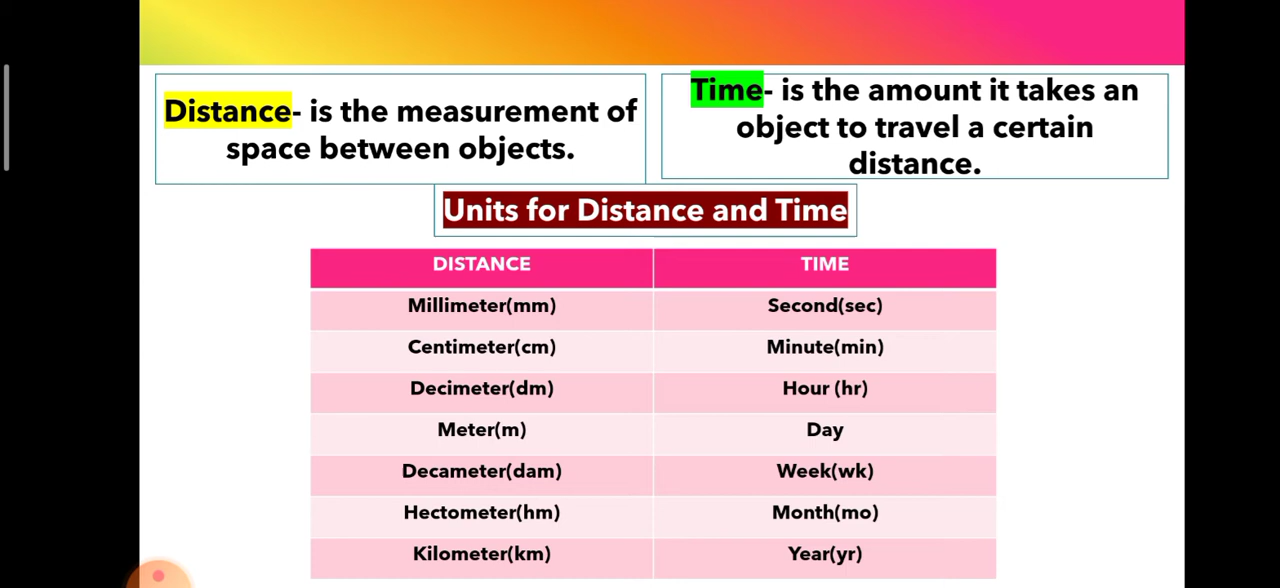 Distance- is the measurement of
space between objects.
Time- is the amount it takes an
object to travel a certain
distance.
Units for Distance and Time
DISTANCE TIME
Millimeter(mm) Second(sec)
Centimeter(cm) Minute(min)
Decimeter(dm) Hour (hr)
Meter(m) Day
Decameter(dam) Week(wk)
Hectometer(hm) Month(mo)
Kilometer(km) Year(yr)